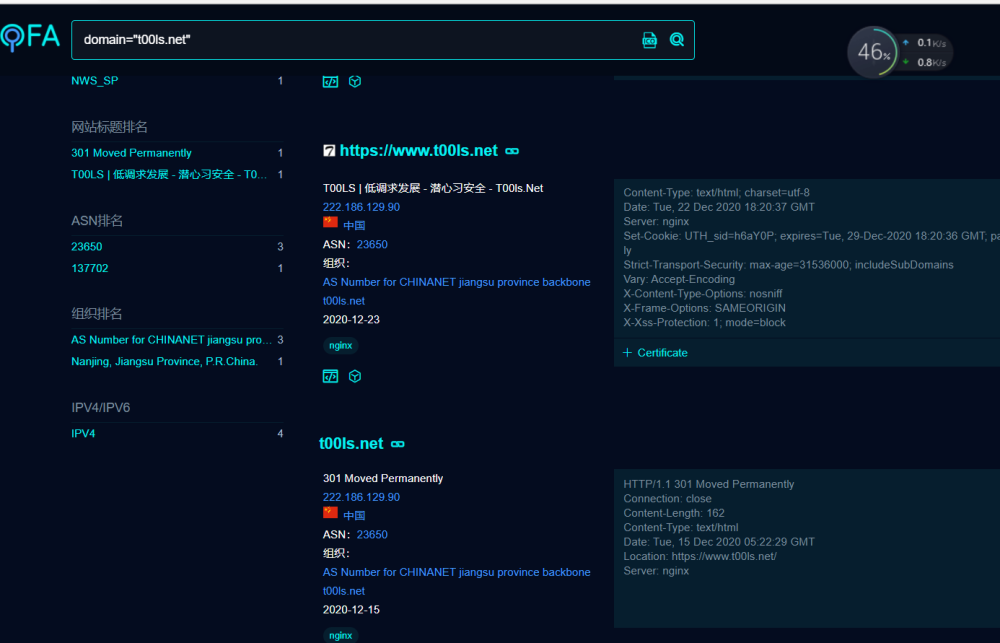 OFA
domain="t00ls.net"
ICO
46%
0.1K/s
0.8K/s
NWS_SP 1
网站标题排名
301 Moved Permanently 1
T00LS | 低调求发展 - 潜心习安全 - T0... 1
ASN排名
23650 3
137702 1
组织排名
AS Number for CHINANET jiangsu pro... 3
Nanjing, Jiangsu Province, P.R.China. 1
IPV4/IPV6
IPV4 4
https://www.t00ls.net
T00LS | 低调求发展 - 潜心习安全 - T00ls.Net
222.186.129.90
中国
ASN: 23650
组织:
AS Number for CHINANET jiangsu province backbone
t00ls.net
2020-12-23
nginx
Content-Type: text/html; charset=utf-8
Date: Tue, 22 Dec 2020 18:20:37 GMT
Server: nginx
Set-Cookie: UTH_sid=h6aY0P; expires=Tue, 29-Dec-2020 18:20:36 GMT; pa
ly
Strict-Transport-Security: max-age=31536000; includeSubDomains
Vary: Accept-Encoding
X-Content-Type-Options: nosniff
X-Frame-Options: SAMEORIGIN
X-Xss-Protection: 1; mode=block
+ Certificate
t00ls.net
301 Moved Permanently
222.186.129.90
中国
ASN: 23650
组织:
AS Number for CHINANET jiangsu province backbone
t00ls.net
2020-12-15
nginx
HTTP/1.1 301 Moved Permanently
Connection: close
Content-Length: 162
Content-Type: text/html
Date: Tue, 15 Dec 2020 05:22:29 GMT
Location: https://www.t00ls.net/
Server: nginx